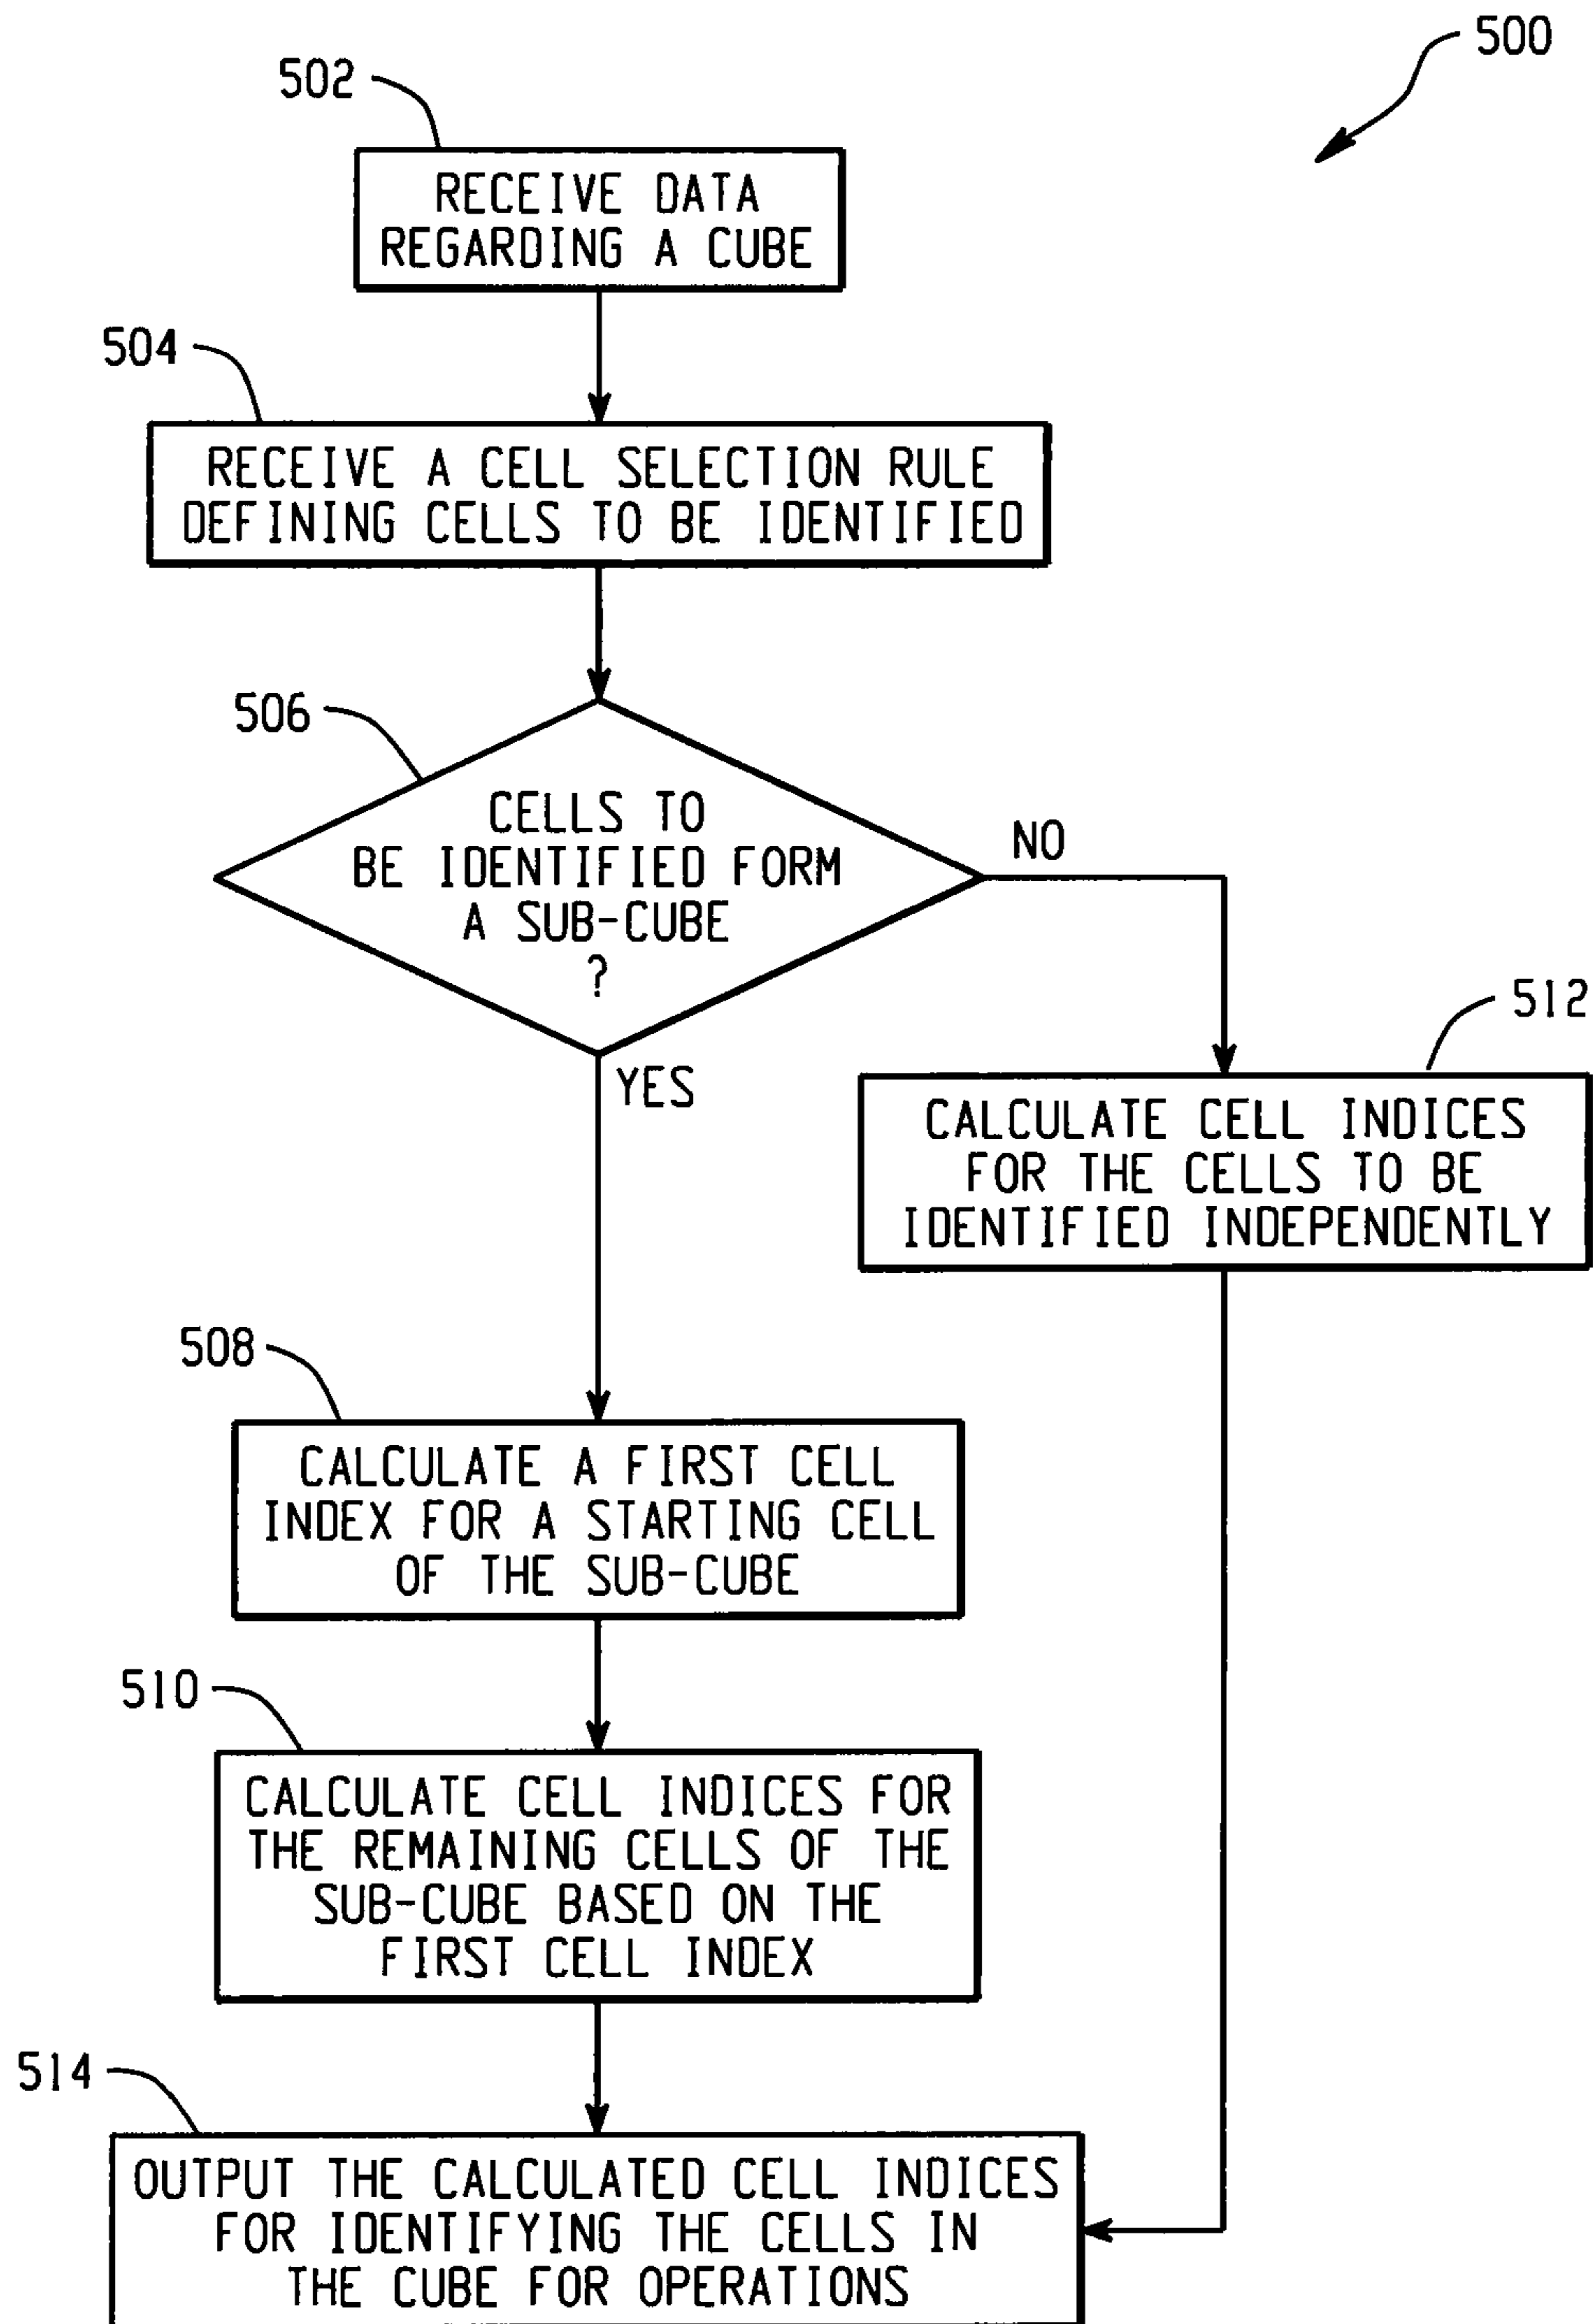 500
502
RECEIVE DATA
REGARDING A CUBE
504
RECEIVE A CELL SELECTION RULE
DEFINING CELLS TO BE IDENTIFIED
506
CELLS TO
BE IDENTIFIED FORM
A SUB-CUBE
?
NO
YES
512
CALCULATE CELL INDICES
FOR THE CELLS TO BE
IDENTIFIED INDEPENDENTLY
508
CALCULATE A FIRST CELL
INDEX FOR A STARTING CELL
OF THE SUB-CUBE
510
CALCULATE CELL INDICES FOR
THE REMAINING CELLS OF THE
SUB-CUBE BASED ON THE
FIRST CELL INDEX
514
OUTPUT THE CALCULATED CELL INDICES
FOR IDENTIFYING THE CELLS IN
THE CUBE FOR OPERATIONS